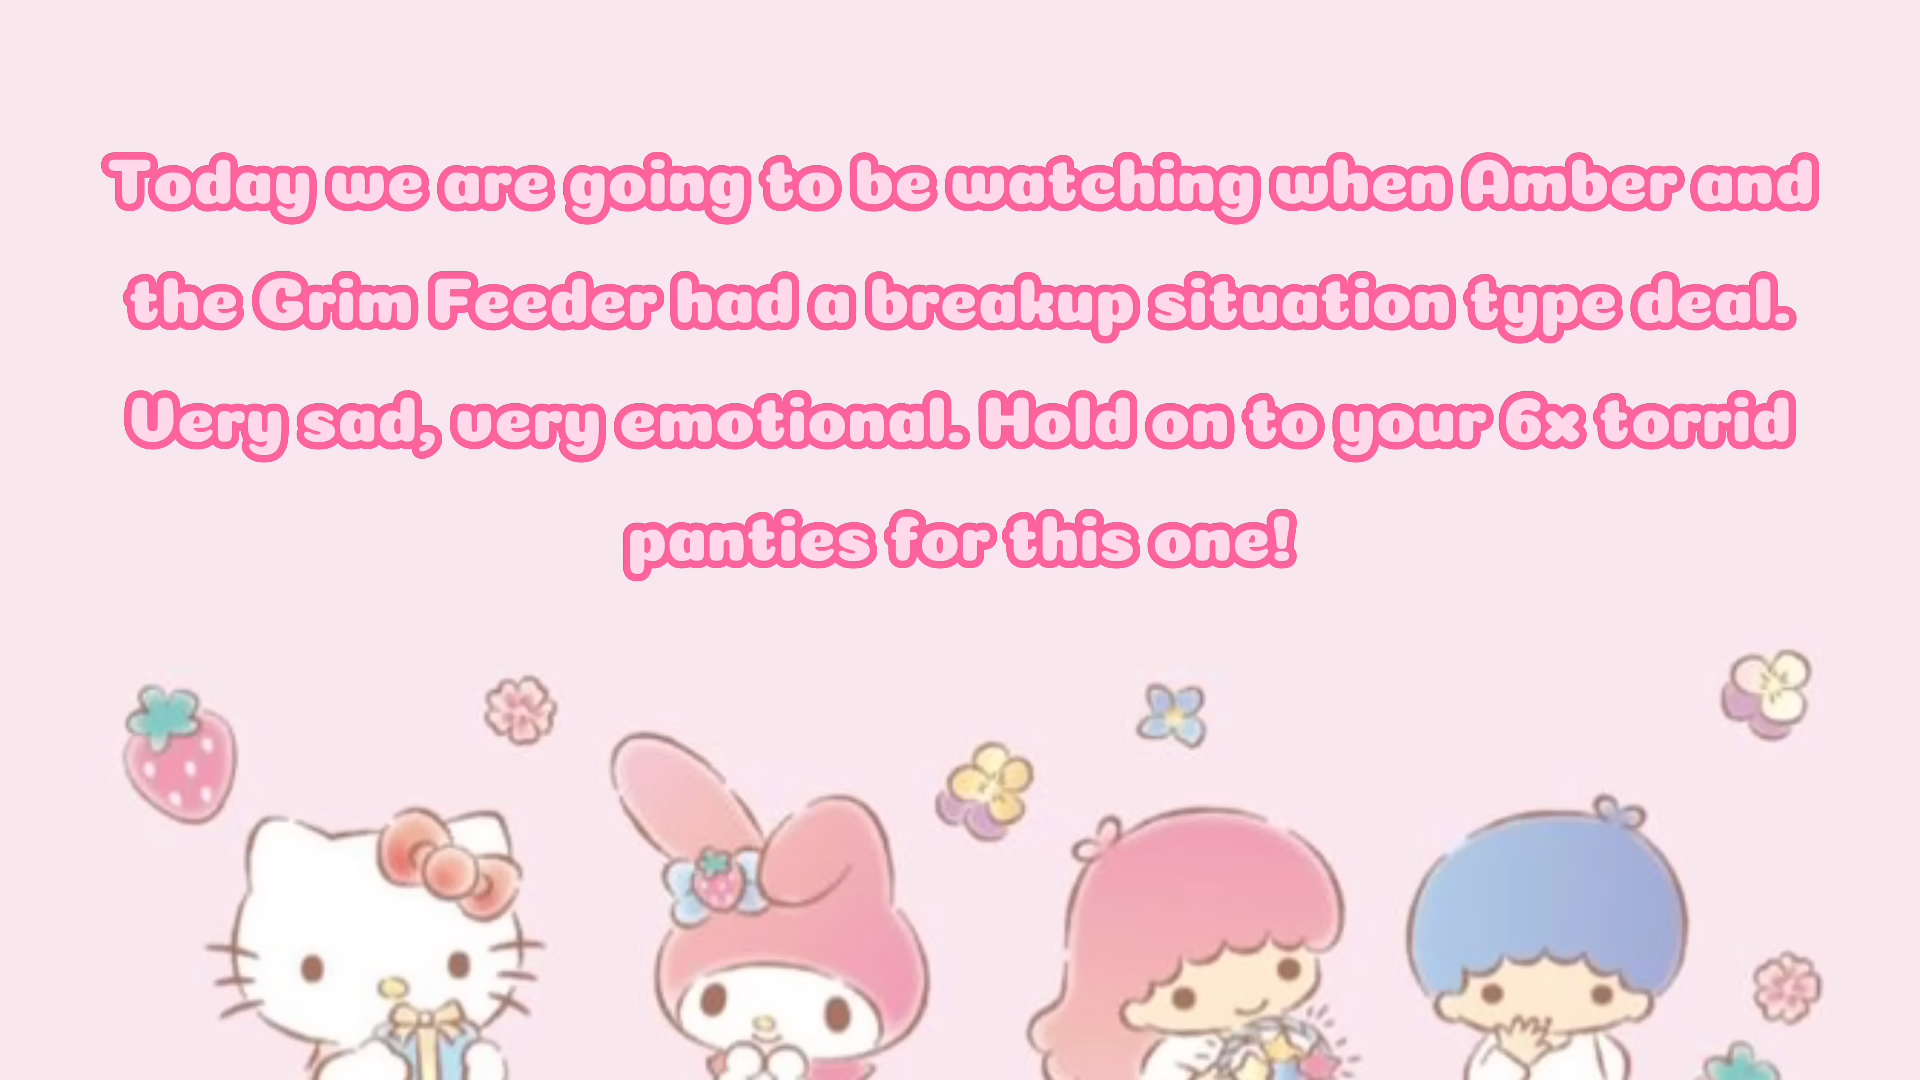 Today we are going to be watching when Amber and
the Grim Feeder had a breakup situation type deal.
Very sad, very emotional. Hold on to your 6x torrid
panties for this one!